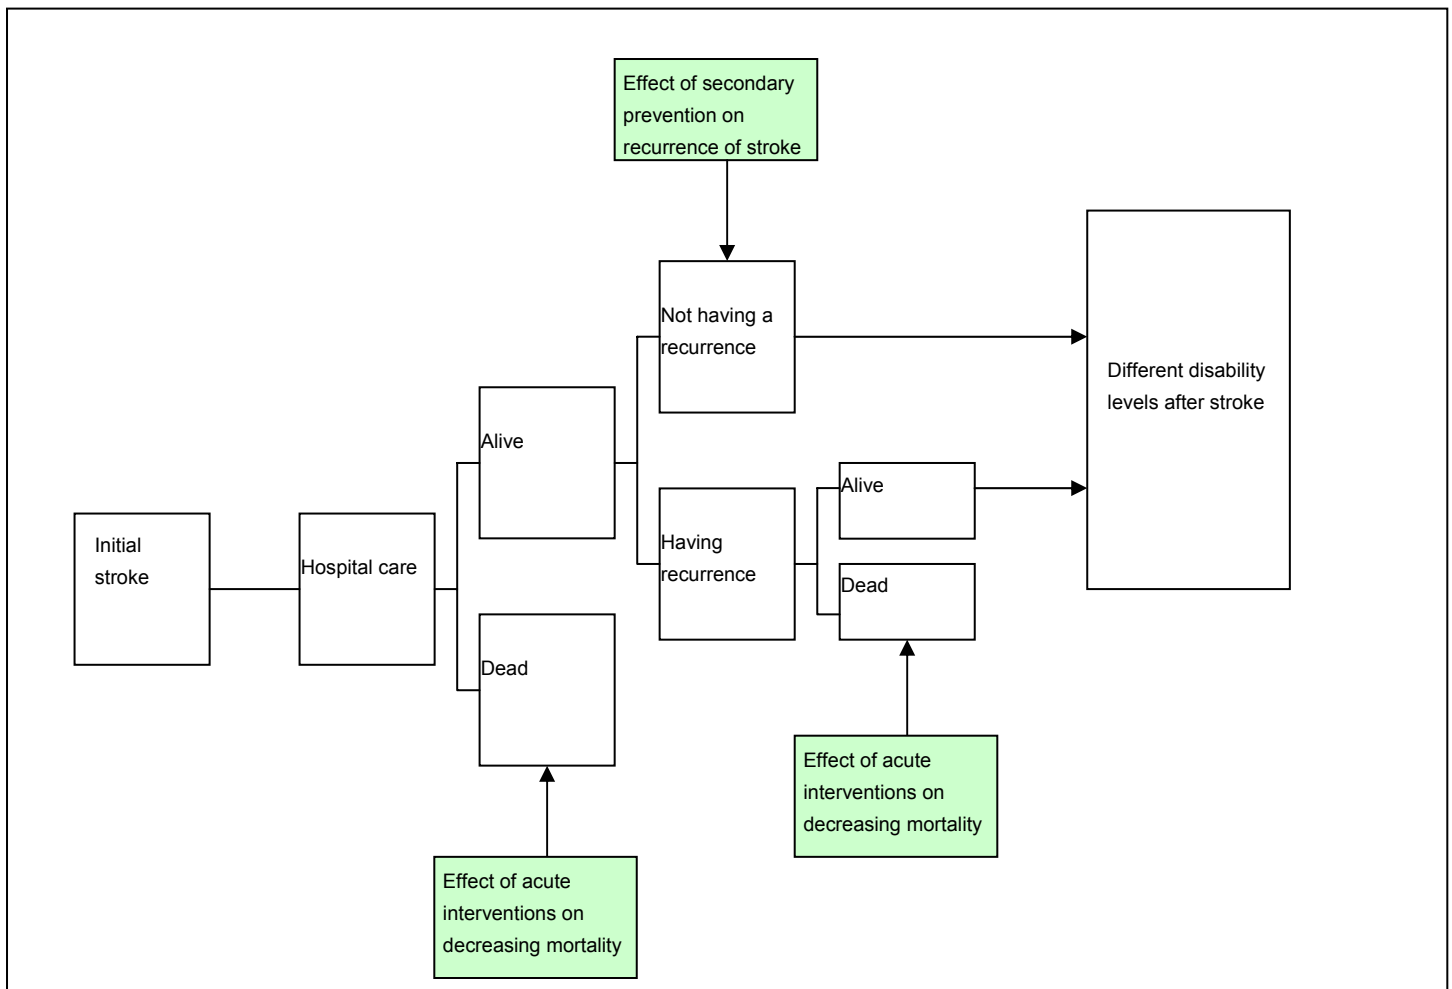 Effect of secondary
prevention on
recurrence of stroke
Not having a
recurrence
Different disability
levels after stroke
Alive
Alive
Initial
stroke
Hospital care
Having
recurrence
Dead
Dead
Effect of acute
interventions on
decreasing mortality
Effect of acute
interventions on
decreasing mortality